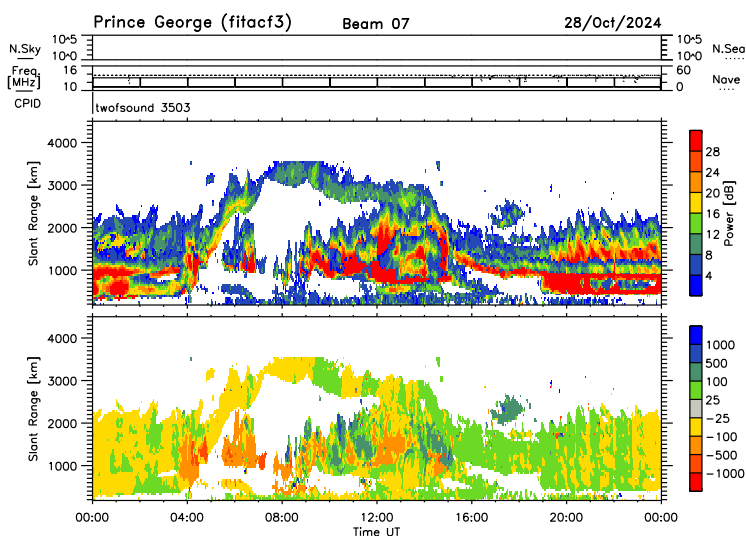 Prince George (fitacf3) Beam 07 28/Oct/2024
10^5 10^5
N.Sky N.Sea
10^0 10^0
Freq. 16 60
[MHz] Nave
10 0
CPID twofsound 3503
4000
3000
2000
1000
Slant Range [km]
28
24
20
16
12
8
4
Power [dB]
4000
3000
2000
1000
Slant Range [km]
1000
500
100
25
-25
-100
-500
-1000
00:00 04:00 08:00 12:00 16:00 20:00 00:00
Time UT